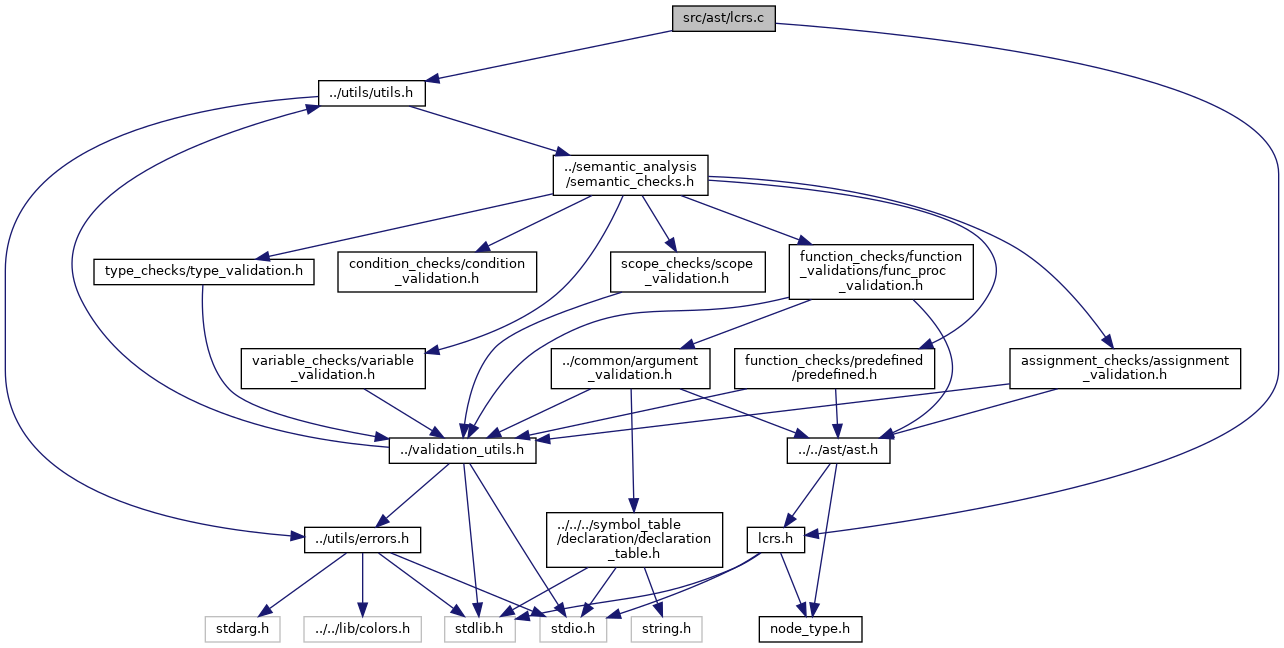 src/ast/lcrs.c
../utils/utils.h
../semantic_analysis
/semantic_checks.h
type_checks/type_validation.h
condition_checks/condition
_validation.h
scope_checks/scope
_validation.h
function_checks/function
_validations/func_proc
_validation.h
variable_checks/variable
_validation.h
../common/argument
_validation.h
function_checks/predefined
/predefined.h
assignment_checks/assignment
_validation.h
../validation_utils.h
../../ast/ast.h
../utils/errors.h
../../../symbol_table
/declaration/declaration
_table.h
lcrs.h
stdarg.h
../../lib/colors.h
stdlib.h
stdio.h
string.h
node_type.h